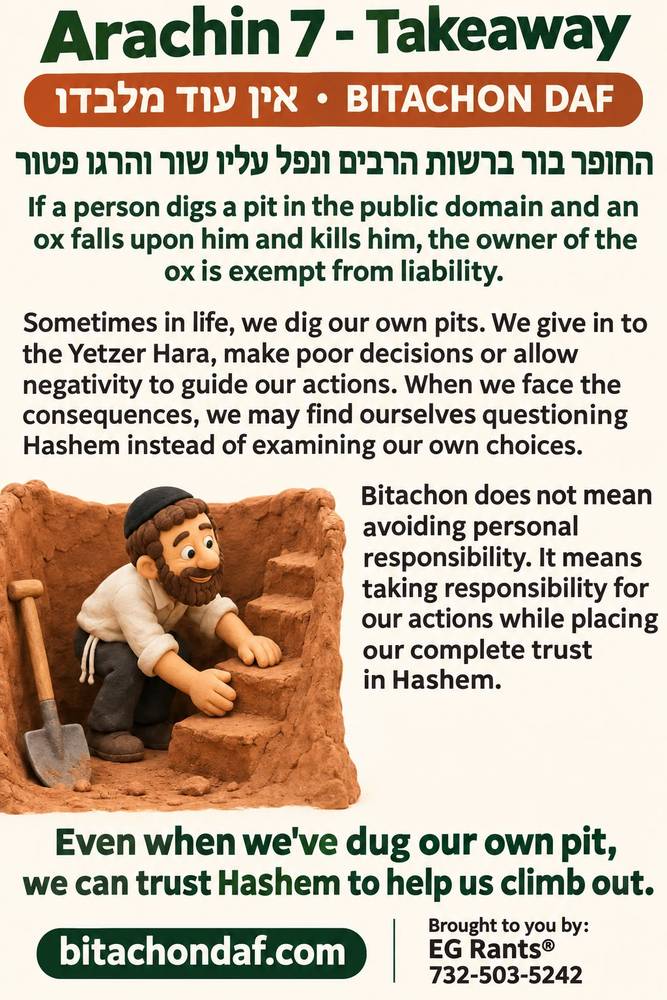 Arachin 7 - Takeaway
אין עוד מלבדו • BITACHON DAF
החופר בור ברשות הרבים ונפל עליו שור והרגו פטור
If a person digs a pit in the public domain and an
ox falls upon him and kills him, the owner of the
ox is exempt from liability.
Sometimes in life, we dig our own pits. We give in to
the Yetzer Hara, make poor decisions or allow
negativity to guide our actions. When we face the
consequences, we may find ourselves questioning
Hashem instead of examining our own choices.
Bitachon does not mean
avoiding personal
responsibility. It means
taking responsibility for
our actions while placing
our complete trust
in Hashem.
Even when we've dug our own pit,
we can trust Hashem to help us climb out.
bitachondaf.com
Brought to you by:
EG Rants®
732-503-5242